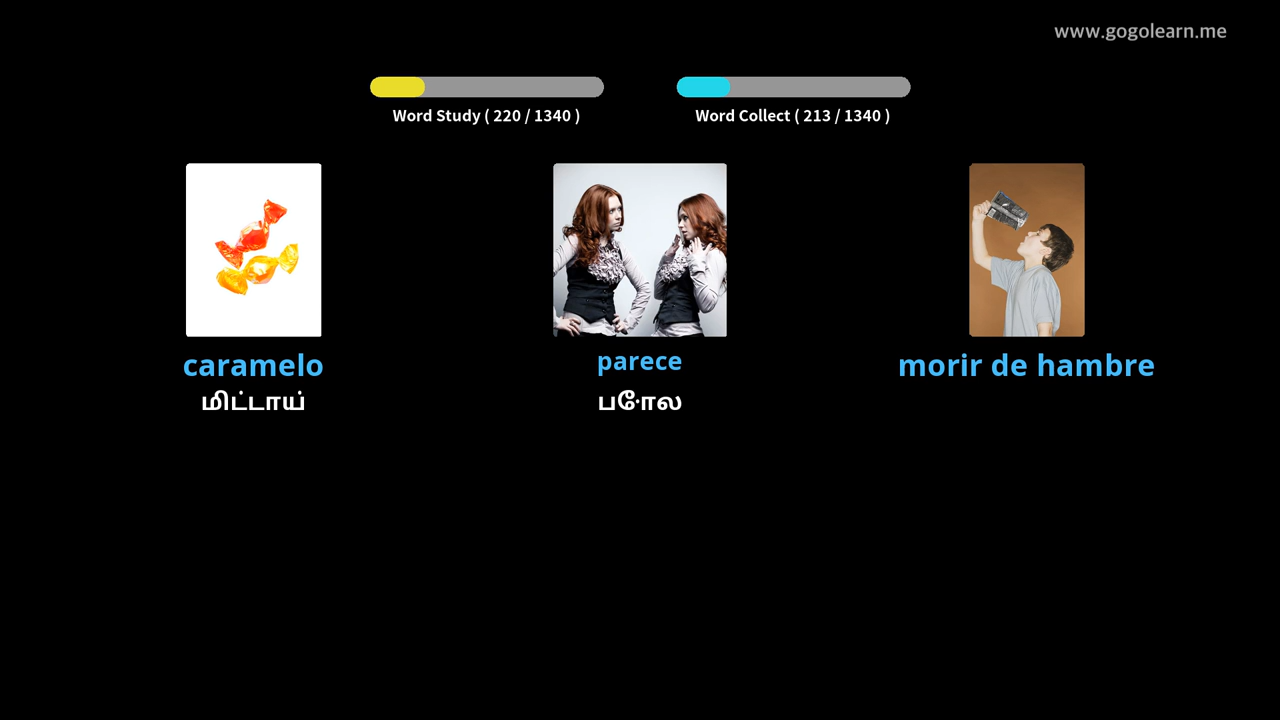 www.gogolearn.me
Word Study ( 220 / 1340 )
Word Collect ( 213 / 1340 )
caramelo
parece
morir de hambre
மிட்டாய்
போல